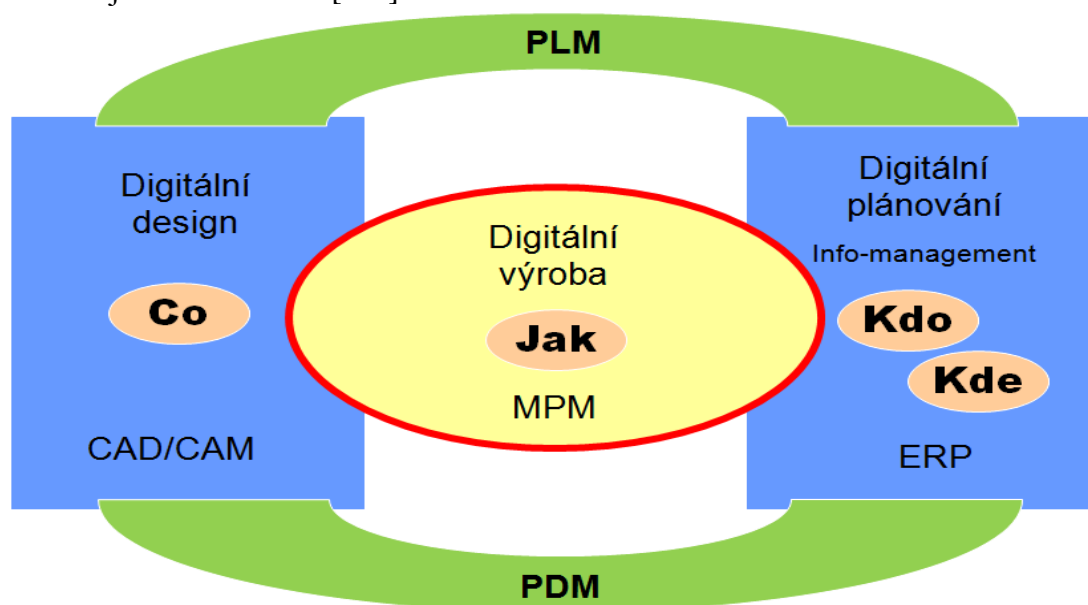 PLM
Digitální
design
Co
CAD/CAM
Digitální
výroba
Jak
MPM
Digitální
plánování
Info-management
Kdo
Kde
ERP
PDM